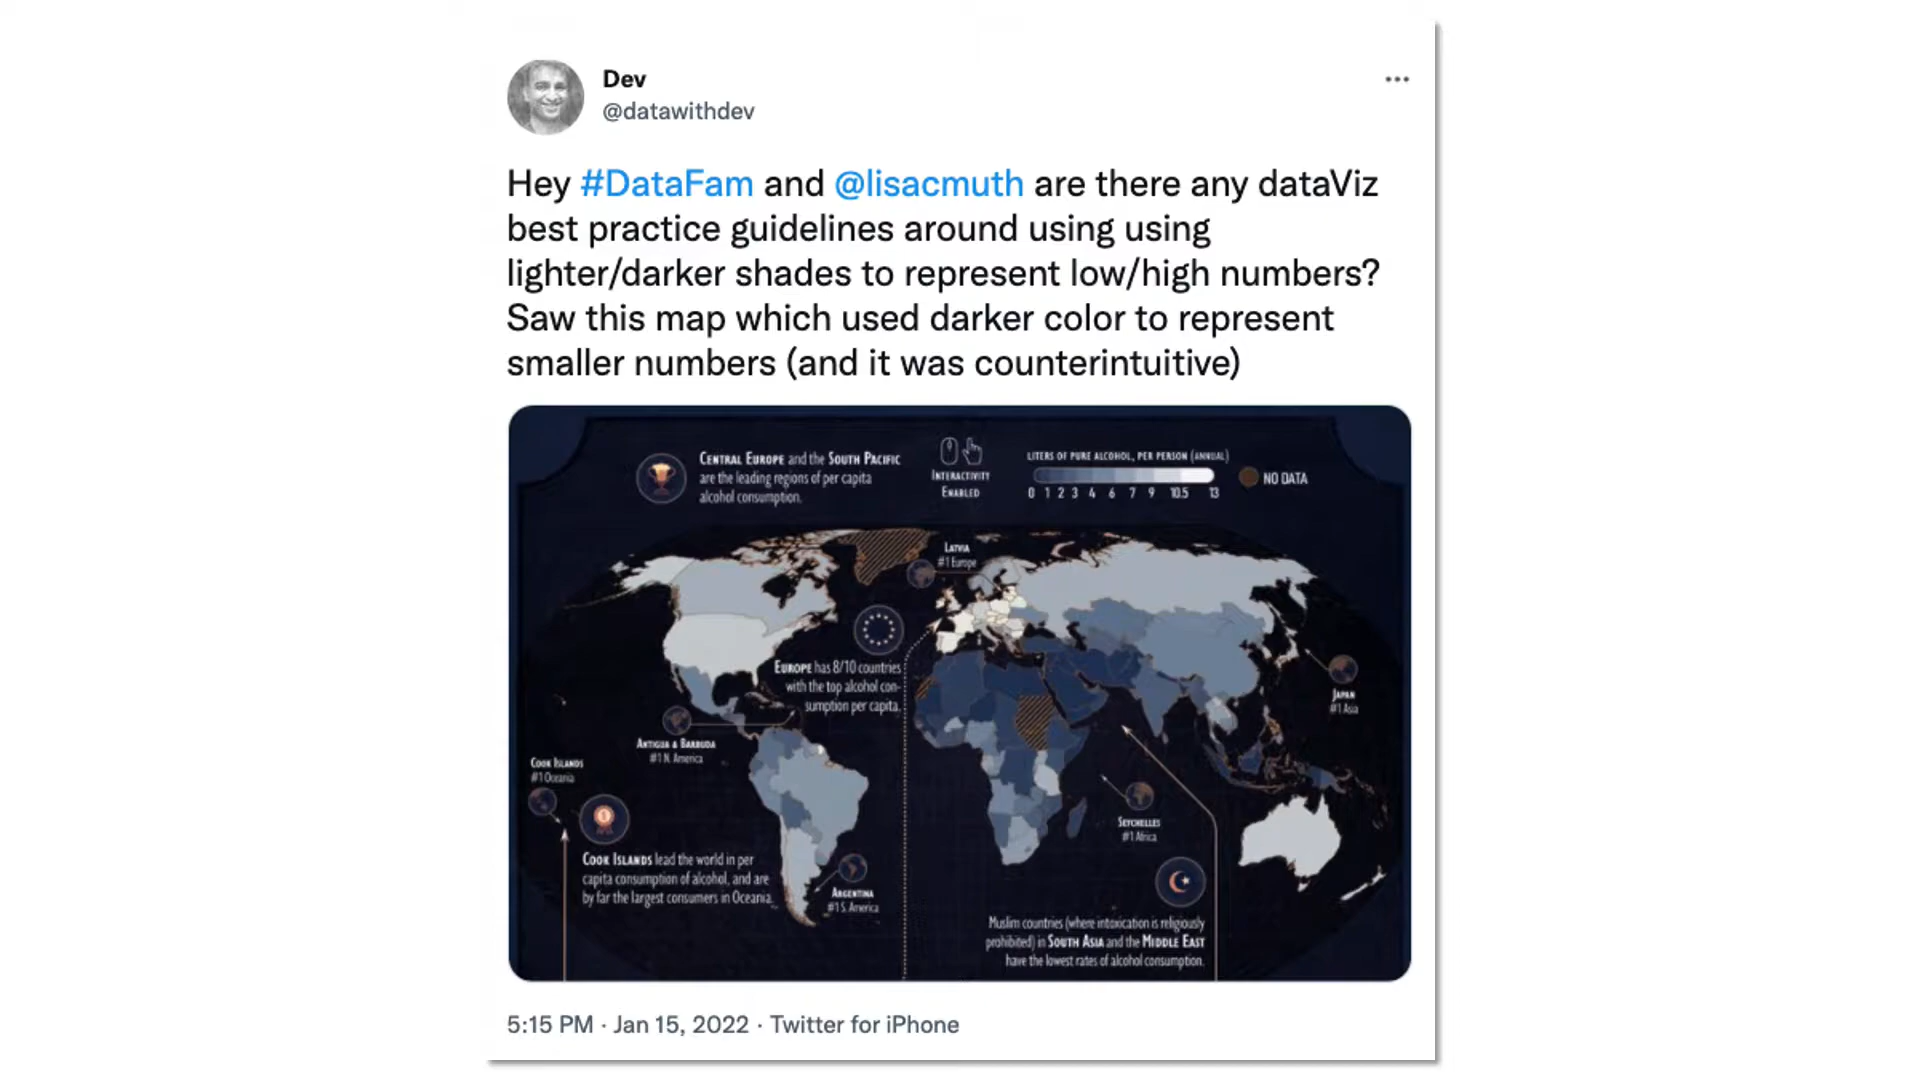 Dev
@datawithdev
Hey #DataFam and @lisacmuth are there any dataViz
best practice guidelines around using using
lighter/darker shades to represent low/high numbers?
Saw this map which used darker color to represent
smaller numbers (and it was counterintuitive)
CENTRAL EUROPE and the SOUTH PACIFIC
are the leading regions of per capita
alcohol consumption.
INTERACTIVITY
ENABLED
LITERS OF PURE ALCOHOL, PER PERSON (ANNUAL)
0 1 2 3 4 6 7 9 10.5 13
NO DATA
LATVIA
#1 Europe
EUROPE has 8/10 countries
with the top alcohol con-
sumption per capita.
JAPAN
#1 Asia
ANTIGUA & BARBUDA
#1 N. America
COOK ISLANDS
#1 Oceania
SEYCHELLES
#1 Africa
COOK ISLANDS lead the world in per
capita consumption of alcohol, and are
by far the largest consumers in Oceania.
ARGENTINA
#1 S. America
Muslim countries (where intoxication is religiously
prohibited) in SOUTH ASIA and the MIDDLE EAST
have the lowest rates of alcohol consumption.
5:15 PM · Jan 15, 2022 · Twitter for iPhone